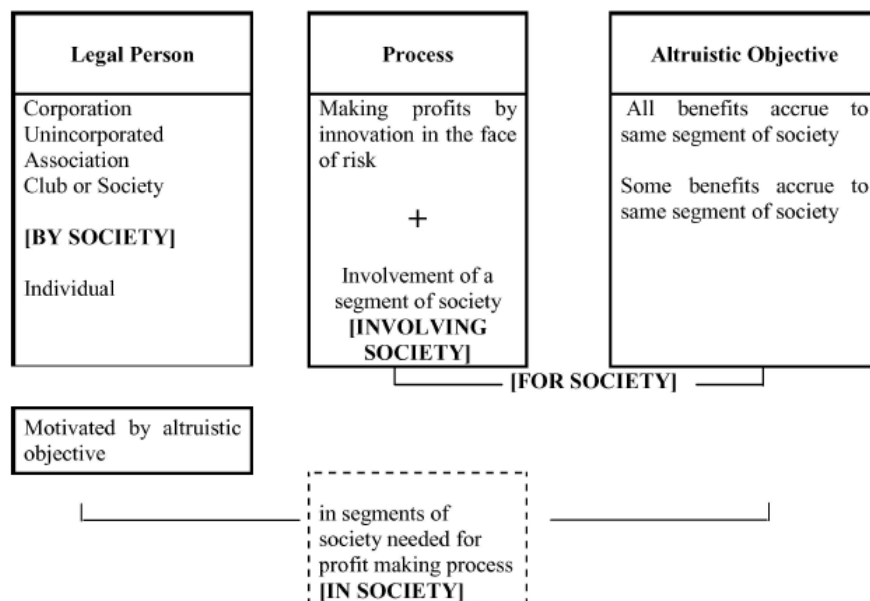 Legal Person
Corporation
Unincorporated
Association
Club or Society
[BY SOCIETY]
Individual
Process
Making profits by
innovation in the face
of risk
+
Involvement of a
segment of society
[INVOLVING
SOCIETY]
Altruistic Objective
All benefits accrue to
same segment of society
Some benefits accrue to
same segment of society
[FOR SOCIETY]
Motivated by altruistic
objective
in segments of
society needed for
profit making process
[IN SOCIETY]